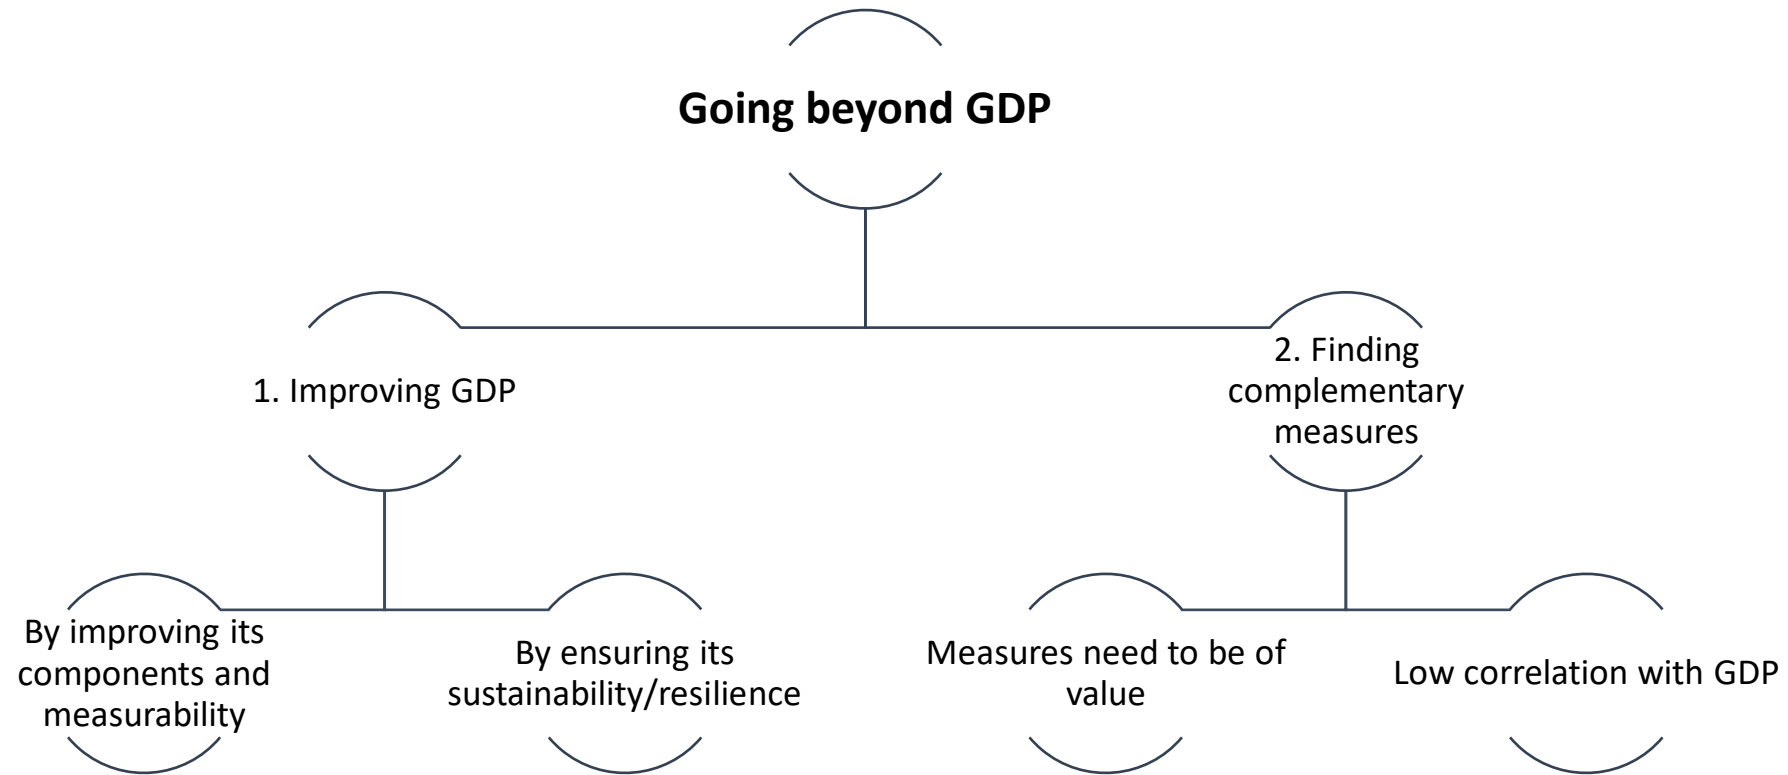 Going beyond GDP
1. Improving GDP
2. Finding
complementary
measures
By improving its
components and
measurability
By ensuring its
sustainability/resilience
Measures need to be of
value
Low correlation with GDP